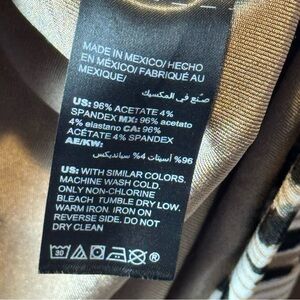 MADE IN MEXICO/ HECHO
EN MÉXICO/ FABRIQUÉ AU
MEXIQUE/
صنع في المكسيك
US: 96% ACETATE 4%
SPANDEX MX: 96% acetato
4% elastano CA: 96%
ACÉTATE 4% SPANDEX
AE/KW:
96% أسيتات 4% سبانديكس
US: WITH SIMILAR COLORS.
MACHINE WASH COLD.
ONLY NON-CHLORINE
BLEACH TUMBLE DRY LOW.
WARM IRON. IRON ON
REVERSE SIDE. DO NOT
DRY CLEAN
30
®